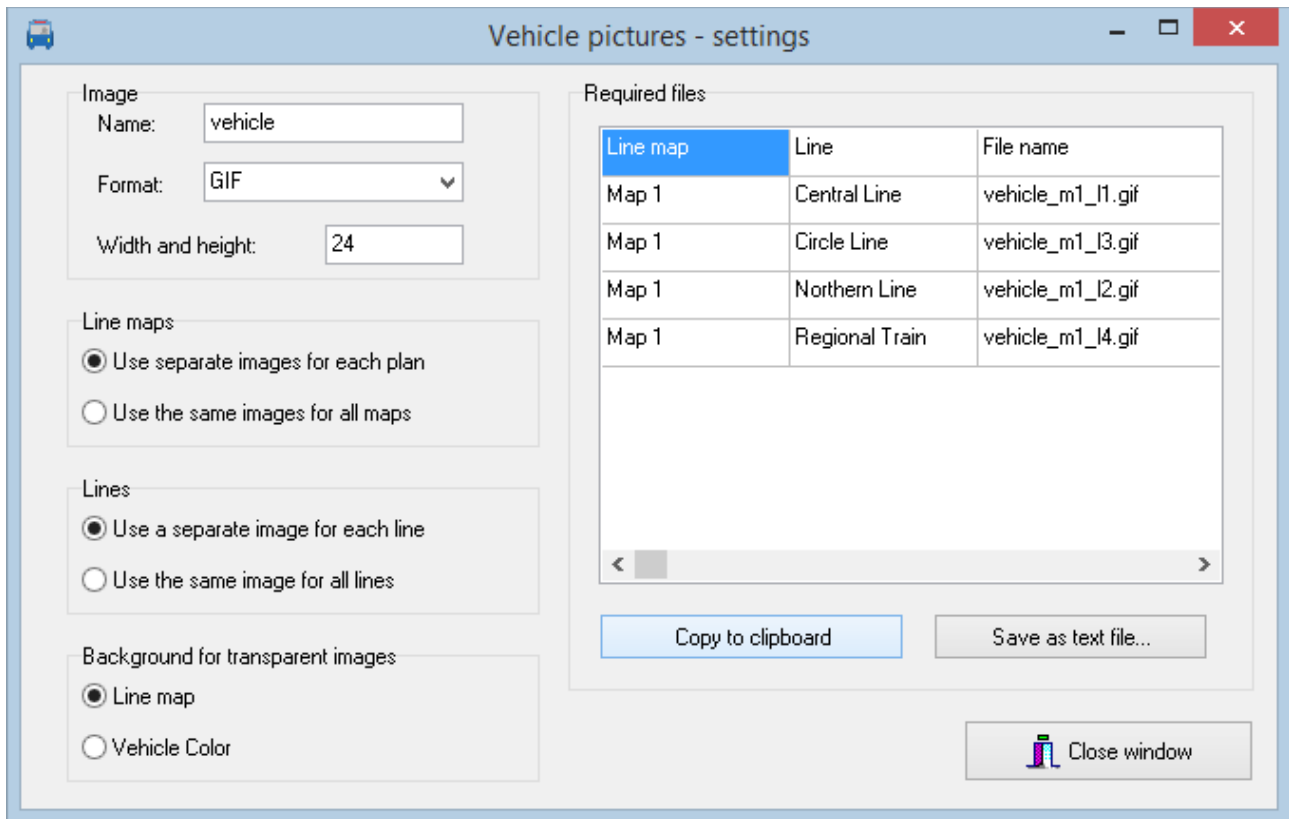 Vehicle pictures - settings
Image
Name: vehicle
Format: GIF
Width and height: 24
Line maps
Use separate images for each plan
Use the same images for all maps
Lines
Use a separate image for each line
Use the same image for all lines
Background for transparent images
Line map
Vehicle Color
Required files
Line map Line File name
Map 1 Central Line vehicle_m1_l1.gif
Map 1 Circle Line vehicle_m1_l3.gif
Map 1 Northern Line vehicle_m1_l2.gif
Map 1 Regional Train vehicle_m1_l4.gif
Copy to clipboard Save as text file...
Close window